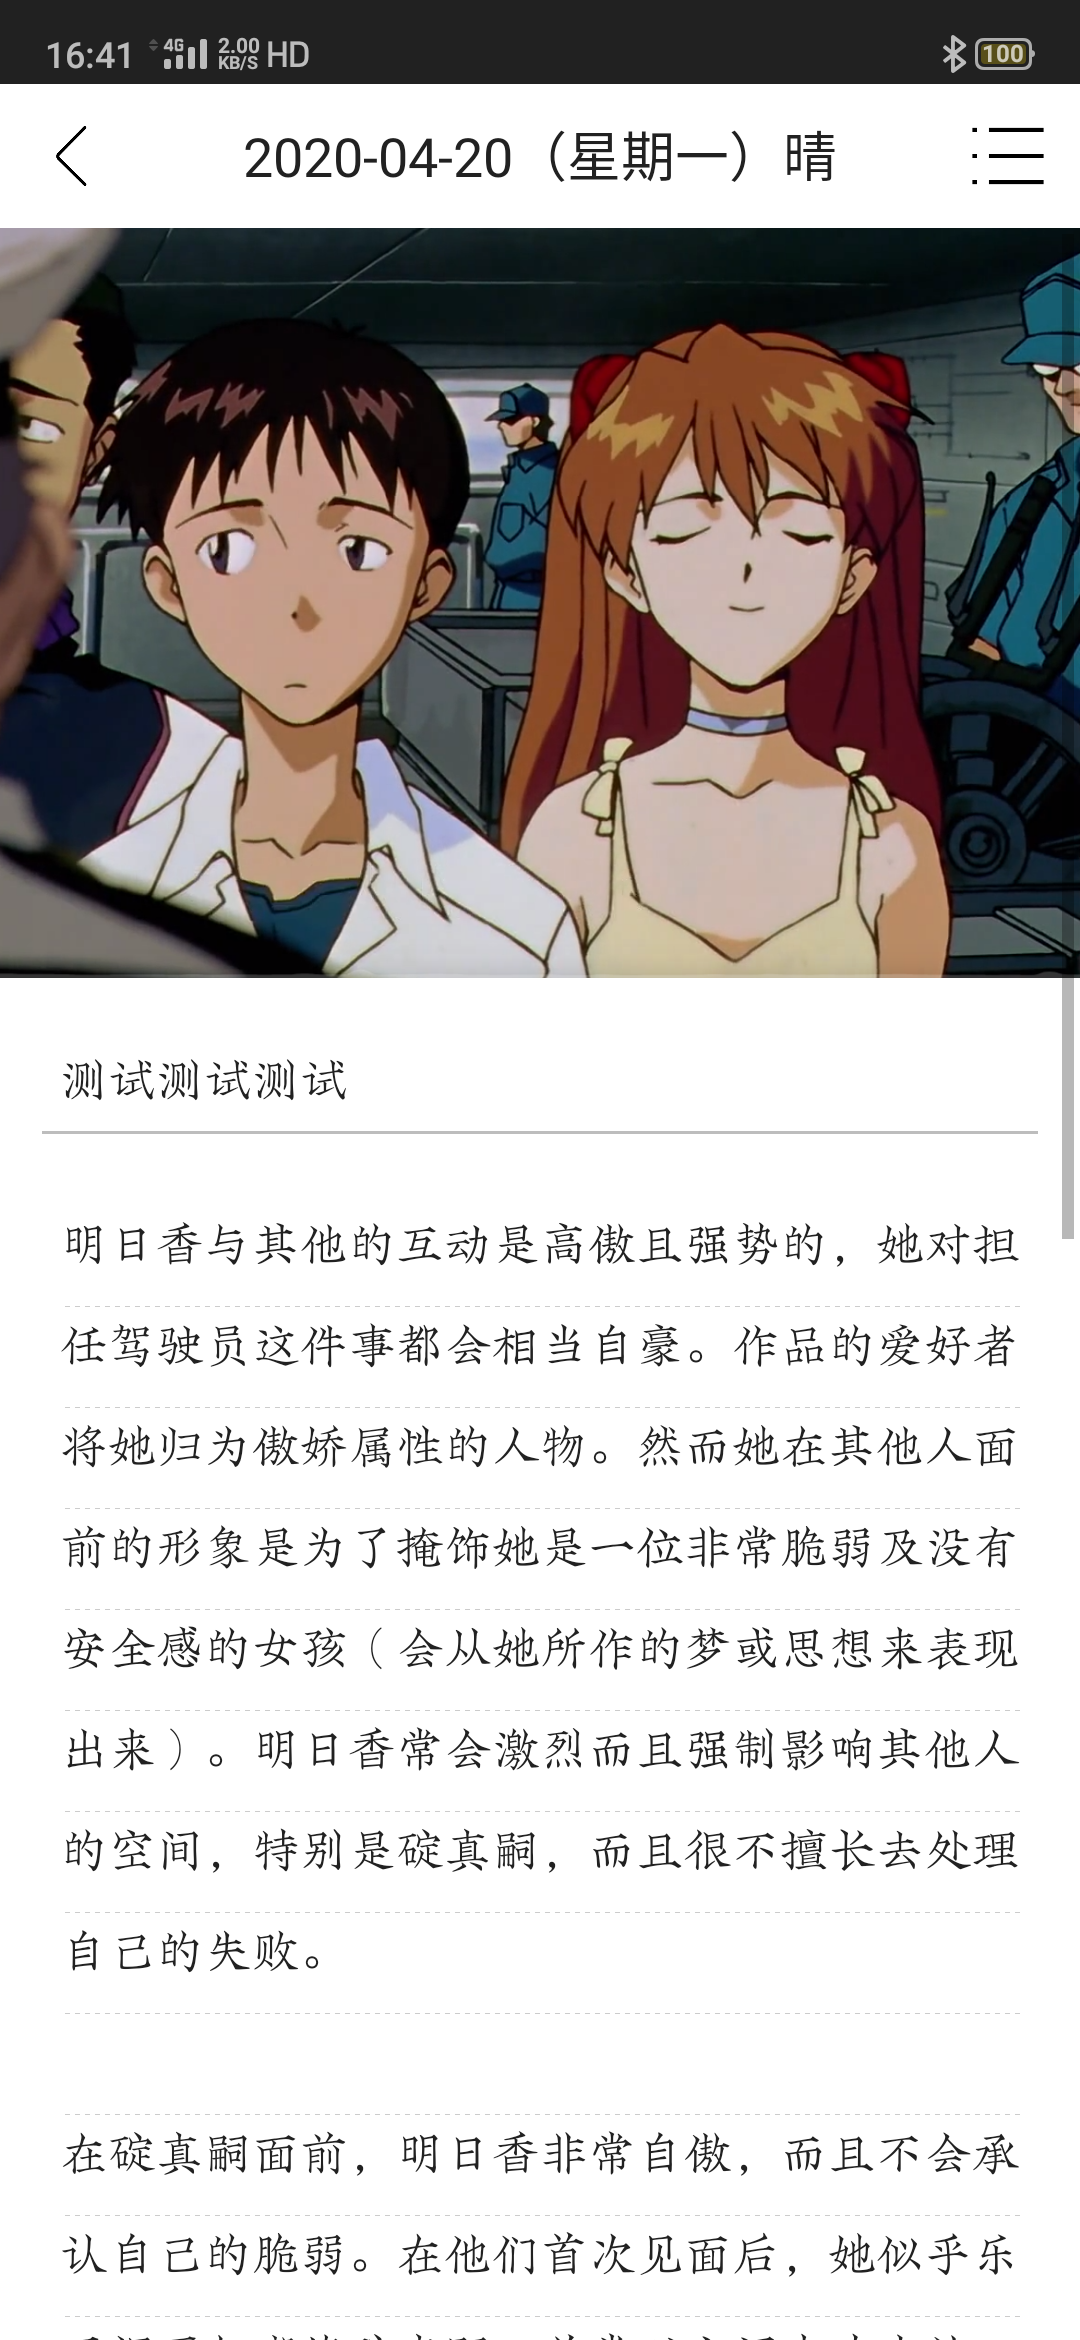 16:41 4G 2.00 KB/S HD 100
2020-04-20（星期一）晴
测试测试测试
明日香与其他的互动是高傲且强势的，她对担
任驾驶员这件事都会相当自豪。作品的爱好者
将她归为傲娇属性的人物。然而她在其他人面
前的形象是为了掩饰她是一位非常脆弱及没有
安全感的女孩（会从她所作的梦或思想来表现
出来）。明日香常会激烈而且强制影响其他人
的空间，特别是碇真嗣，而且很不擅长去处理
自己的失败。
在碇真嗣面前，明日香非常自傲，而且不会承
认自己的脆弱。在他们首次见面后，她似乎乐